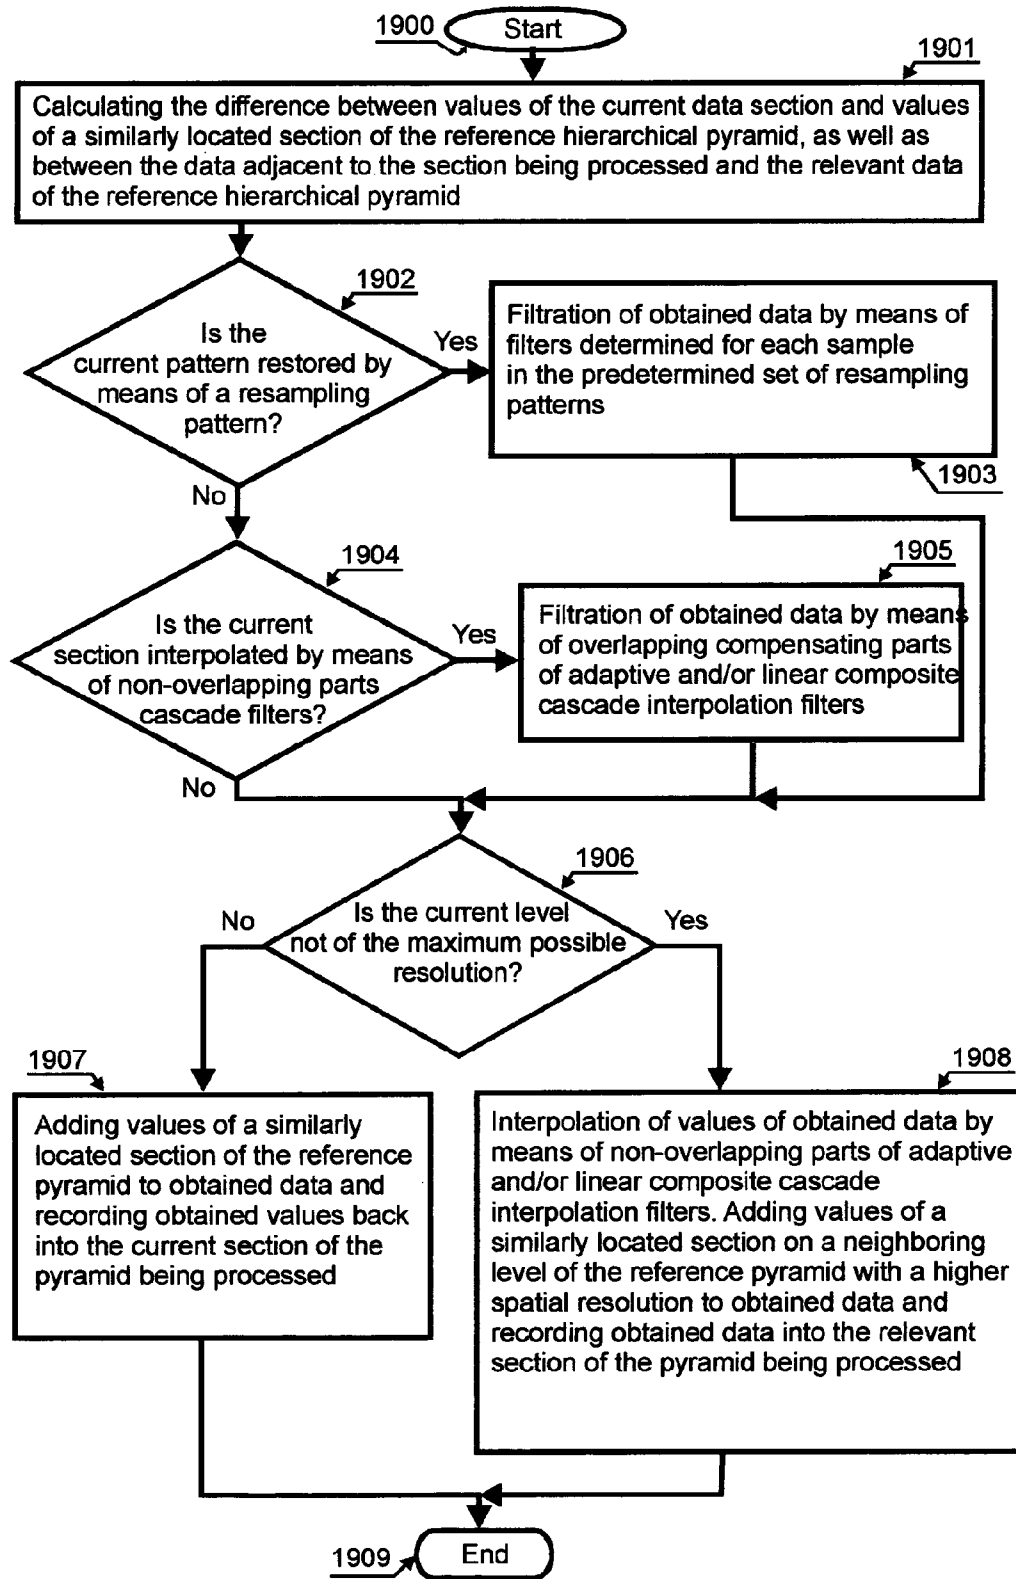 1900
Start
1901
Calculating the difference between values of the current data section and values
of a similarly located section of the reference hierarchical pyramid, as well as
between the data adjacent to the section being processed and the relevant data
of the reference hierarchical pyramid
1902
Is the
current pattern restored by
means of a resampling
pattern?
Yes
No
Filtration of obtained data by means of
filters determined for each sample
in the predetermined set of resampling
patterns
1903
1904
Is the current
section interpolated by means
of non-overlapping parts
cascade filters?
Yes
No
1905
Filtration of obtained data by means
of overlapping compensating parts
of adaptive and/or linear composite
cascade interpolation filters
1906
Is the current level
not of the maximum possible
resolution?
No
Yes
1907
Adding values of a similarly
located section of the reference
pyramid to obtained data and
recording obtained values back
into the current section of the
pyramid being processed
1908
Interpolation of values of obtained data by
means of non-overlapping parts of adaptive
and/or linear composite cascade
interpolation filters. Adding values of a
similarly located section on a neighboring
level of the reference pyramid with a higher
spatial resolution to obtained data and
recording obtained data into the relevant
section of the pyramid being processed
1909
End